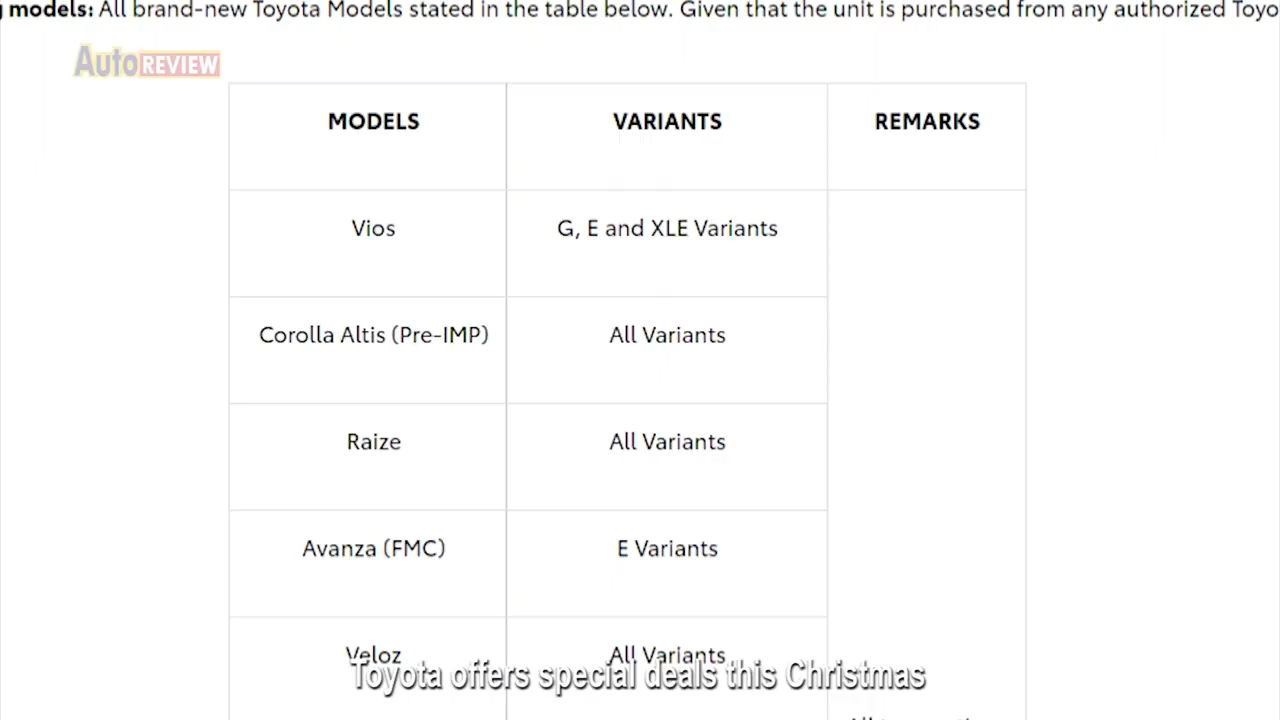 models: All brand-new Toyota Models stated in the table below. Given that the unit is purchased from any authorized
AutoREVIEW
MODELS VARIANTS REMARKS
Vios G, E and XLE Variants
Corolla Altis (Pre-IMP) All Variants
Raize All Variants
Avanza (FMC) E Variants
Veloz All Variants
Toyota offers special deals this Christmas